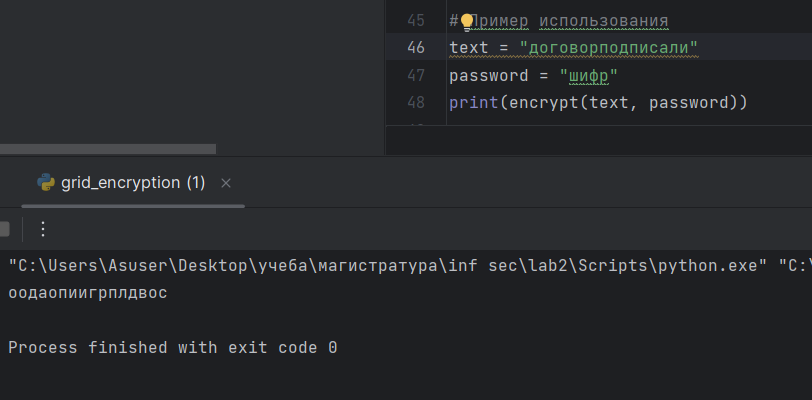 45 # Пример использования
46 text = "договорподписали"
47 password = "шифр"
48 print(encrypt(text, password))
grid_encryption (1)
"C:\Users\Asuser\Desktop\учеба\магистратура\inf sec\lab2\Scripts\python.exe" "C:\
оодаопиигрплдвос
Process finished with exit code 0